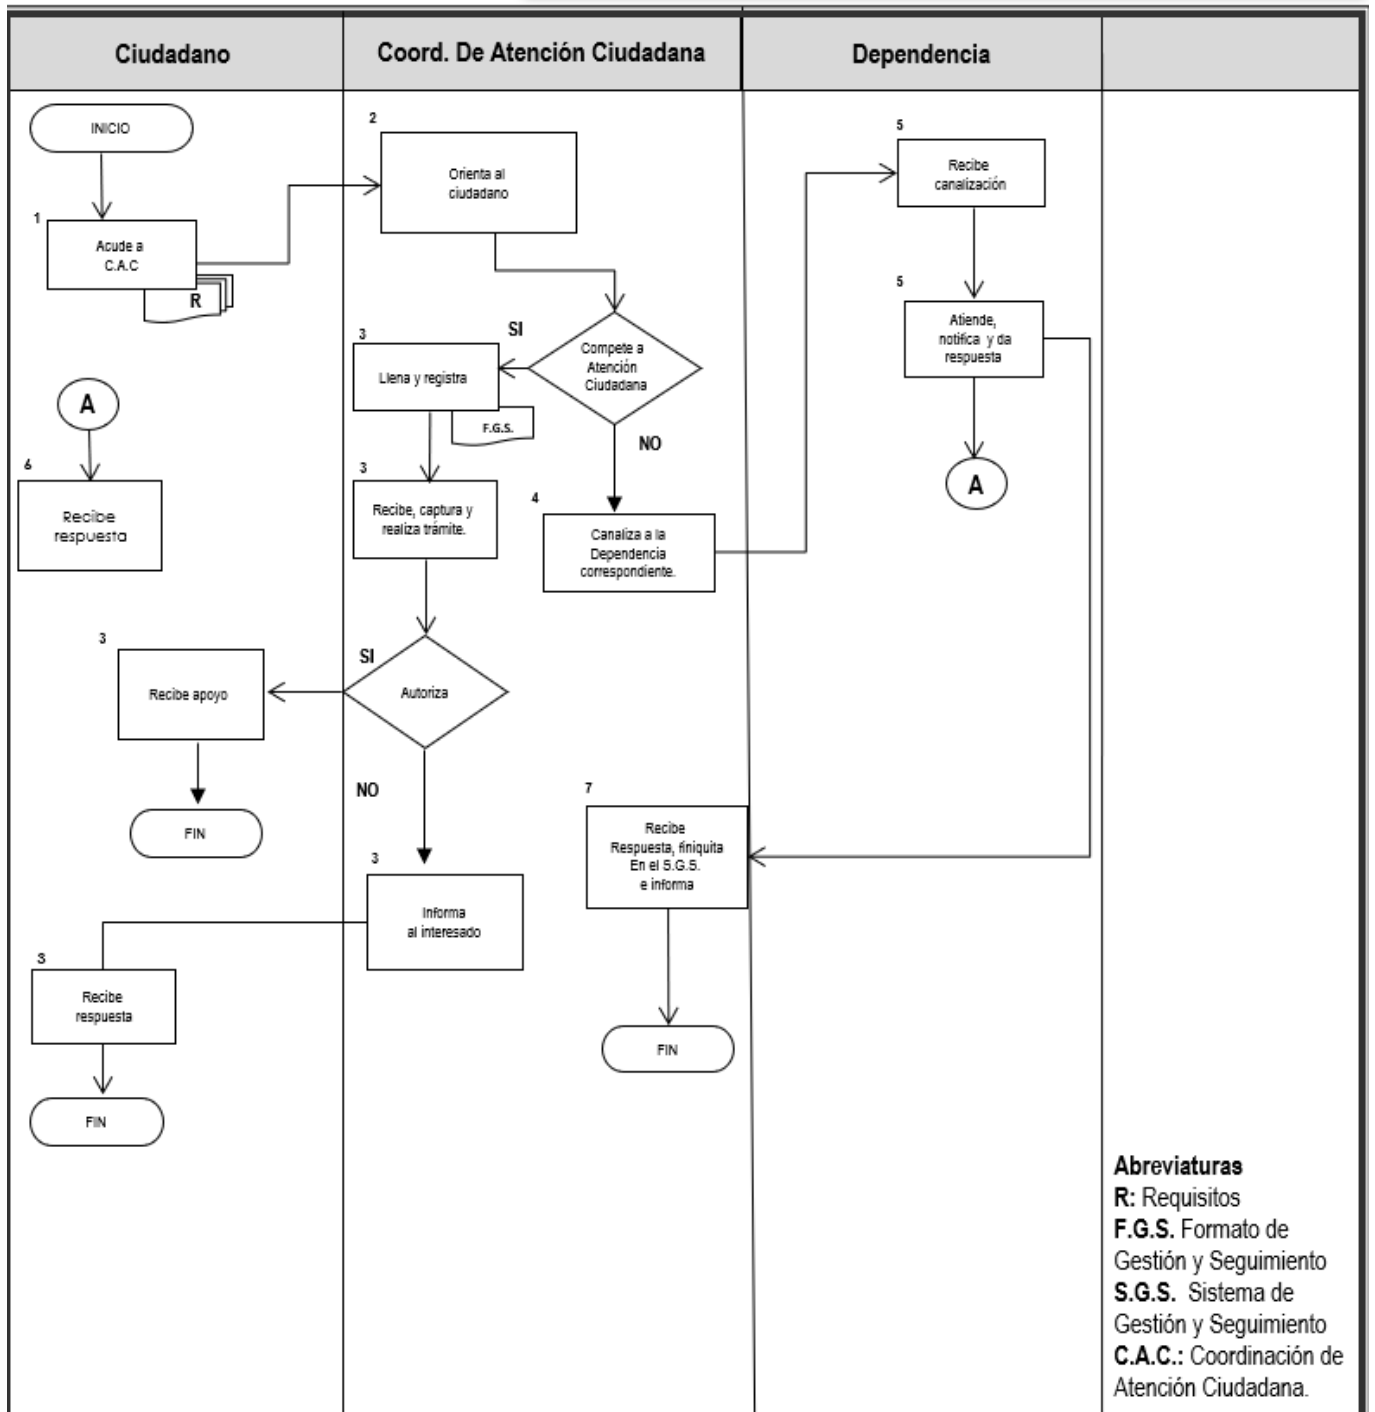 Ciudadano
Coord. De Atención Ciudadana
Dependencia
INICIO
1
Acude a
C.A.C
R
A
6
Recibe
respuesta
3
Recibe apoyo
FIN
3
Recibe
respuesta
FIN
2
Orienta al
ciudadano
Compete a
Atención
Ciudadana
SI
NO
3
Llena y registra
F.G.S.
3
Recibe, captura y
realiza trámite.
4
Canaliza a la
Dependencia
correspondiente.
SI
Autoriza
NO
3
Informa
al interesado
7
Recibe
Respuesta, finiquita
En el S.G.S.
e informa
FIN
5
Recibe
canalización
5
Atiende,
notifica y da
respuesta
A
Abreviaturas
R: Requisitos
F.G.S. Formato de
Gestión y Seguimiento
S.G.S. Sistema de
Gestión y Seguimiento
C.A.C.: Coordinación de
Atención Ciudadana.